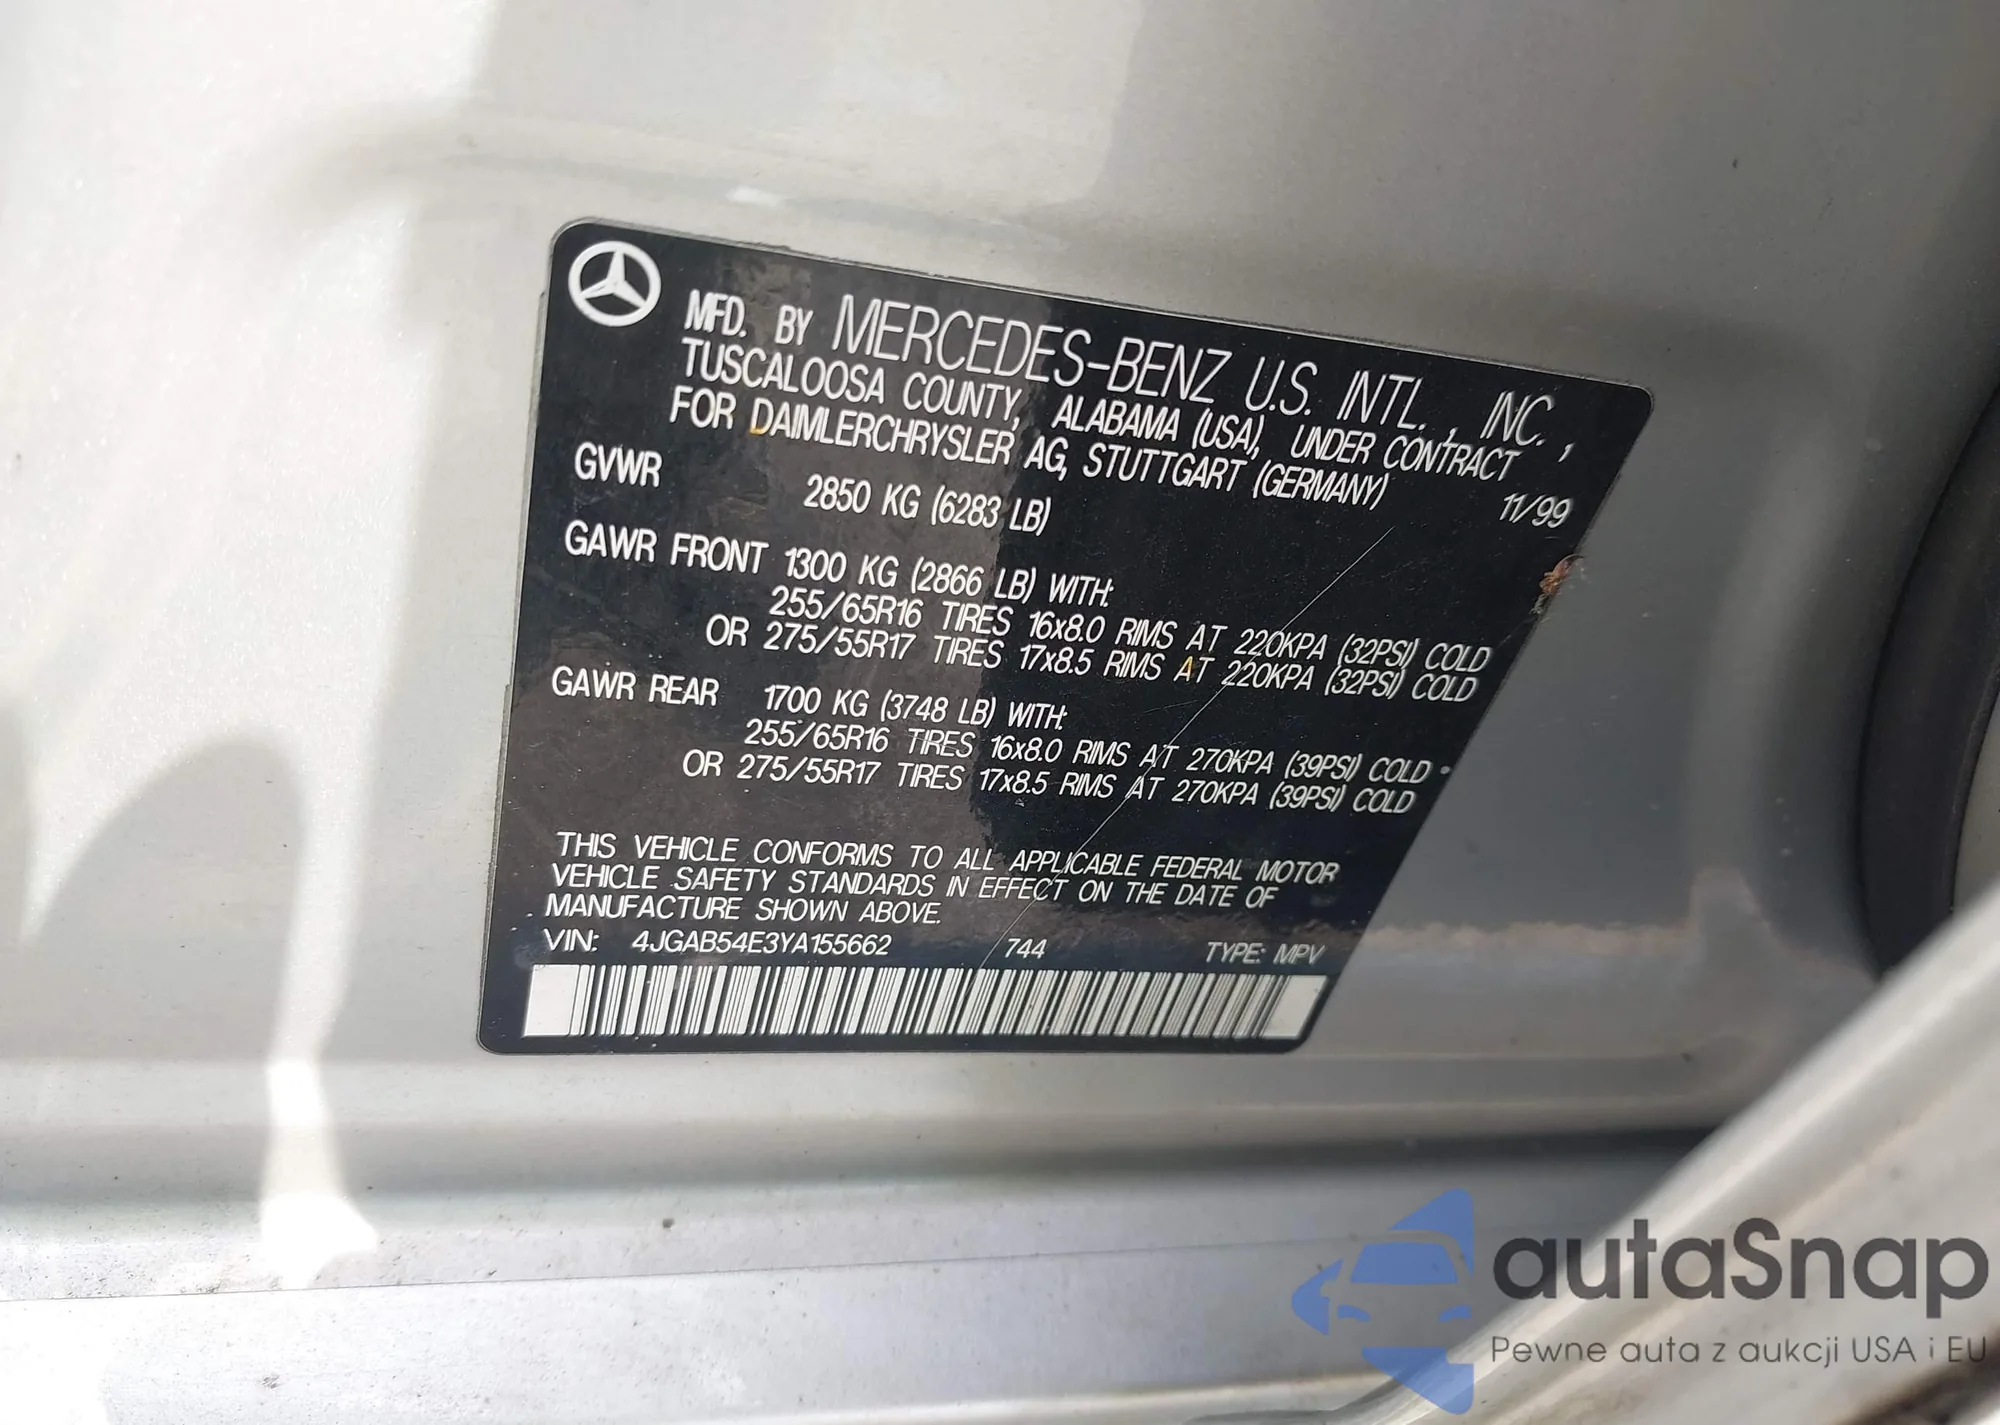 MFD. BY MERCEDES-BENZ U.S. INTL., INC.,
TUSCALOOSA COUNTY, ALABAMA (USA), UNDER CONTRACT
FOR DAIMLERCHRYSLER AG, STUTTGART (GERMANY) 11/99
GVWR 2850 KG (6283 LB)
GAWR FRONT 1300 KG (2866 LB) WITH:
255/65R16 TIRES 16x8.0 RIMS AT 220KPA (32PSI) COLD
OR 275/55R17 TIRES 17x8.5 RIMS AT 220KPA (32PSI) COLD
GAWR REAR 1700 KG (3748 LB) WITH:
255/65R16 TIRES 16x8.0 RIMS AT 270KPA (39PSI) COLD
OR 275/55R17 TIRES 17x8.5 RIMS AT 270KPA (39PSI) COLD
THIS VEHICLE CONFORMS TO ALL APPLICABLE FEDERAL MOTOR
VEHICLE SAFETY STANDARDS IN EFFECT ON THE DATE OF
MANUFACTURE SHOWN ABOVE.
VIN: 4JGAB54E3YA155662 744 TYPE: MPV
autaSnap
Pewne auta z aukcji USA i EU